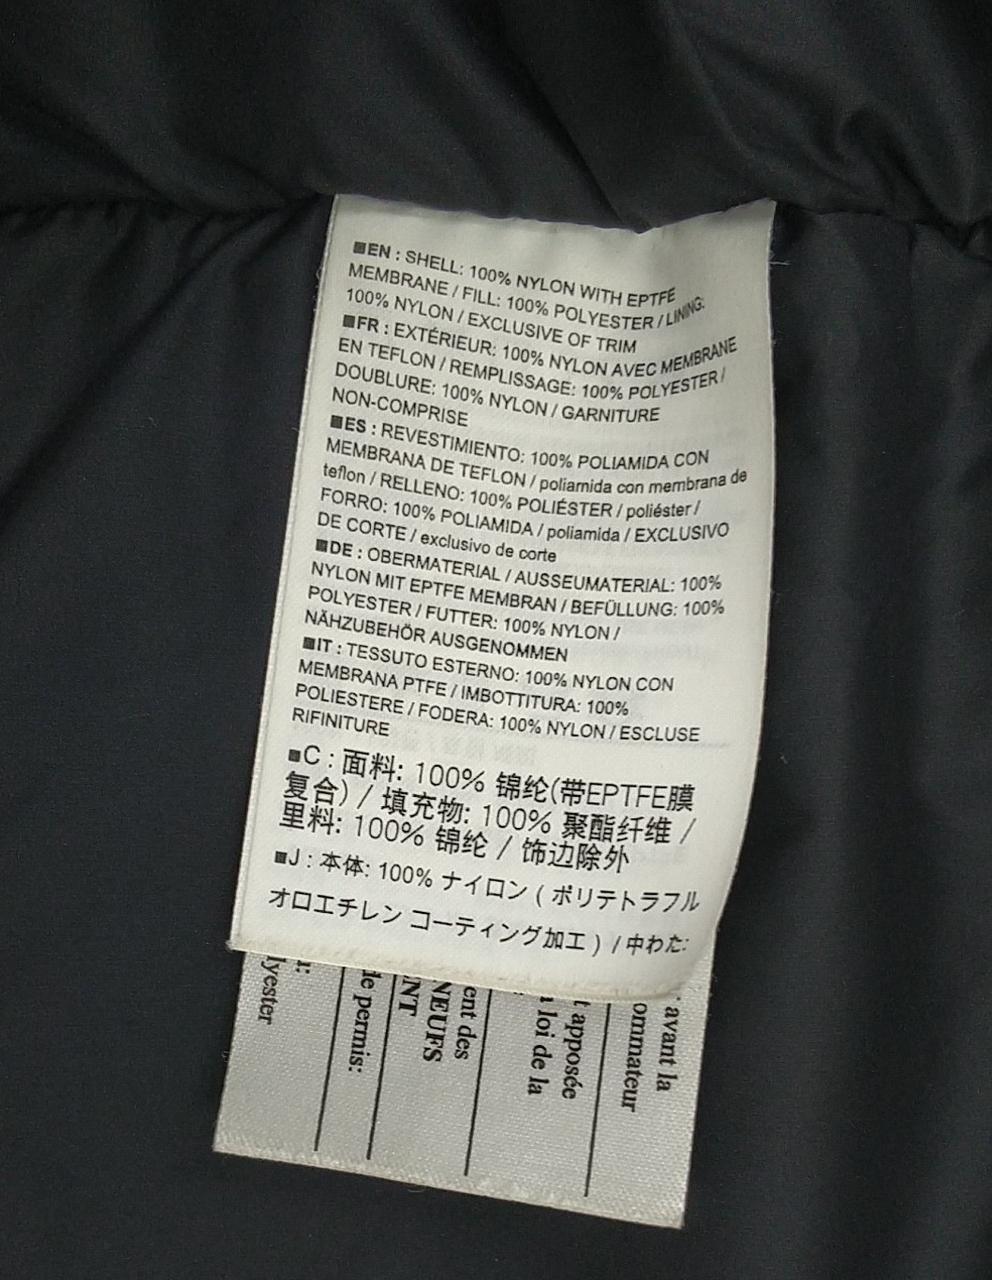 ■EN : SHELL: 100% NYLON WITH EPTFE
MEMBRANE / FILL: 100% POLYESTER / LINING:
100% NYLON / EXCLUSIVE OF TRIM
■FR : EXTÉRIEUR: 100% NYLON AVEC MEMBRANE
EN TEFLON / REMPLISSAGE: 100% POLYESTER /
DOUBLURE: 100% NYLON / GARNITURE
NON-COMPRISE
■ES : REVESTIMIENTO: 100% POLIAMIDA CON
MEMBRANA DE TEFLON / poliamida con membrana de
teflon / RELLENO: 100% POLIÉSTER / poliéster /
FORRO: 100% POLIAMIDA / poliamida / EXCLUSIVO
DE CORTE / exclusivo de corte
■DE : OBERMATERIAL / AUSSEUMATERIAL: 100%
NYLON MIT EPTFE MEMBRAN / BEFÜLLUNG: 100%
POLYESTER / FUTTER: 100% NYLON /
NÄHZUBEHÖR AUSGENOMMEN
■IT : TESSUTO ESTERNO: 100% NYLON CON
MEMBRANA PTFE / IMBOTTITURA: 100%
POLIESTERE / FODERA: 100% NYLON / ESCLUSE
RIFINITURE
■C : 面料: 100% 锦纶(带EPTFE膜
复合) / 填充物: 100% 聚酯纤维 /
里料: 100% 锦纶 / 饰边除外
■J : 本体: 100% ナイロン ( ポリテトラフル
オロエチレン コーティング加工 ) / 中わた:
avant la
ommateur
t apposée
loi de la
ent des
NEUFS
NT
de permis:
lyester